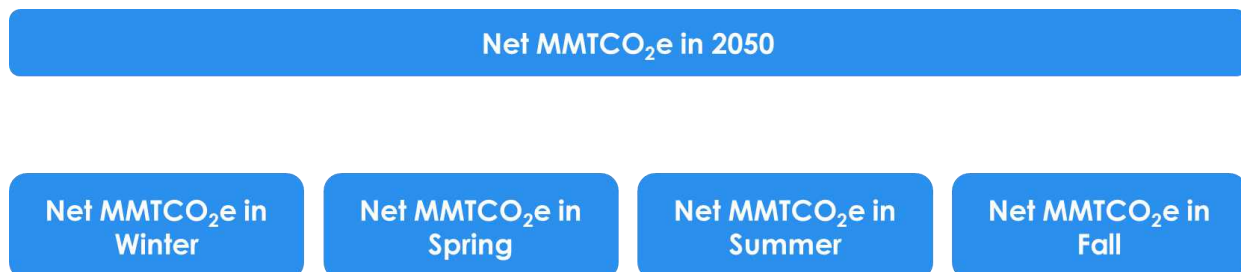 Net MMTCO₂e in 2050
Net MMTCO₂e in
Winter
Net MMTCO₂e in
Spring
Net MMTCO₂e in
Summer
Net MMTCO₂e in
Fall